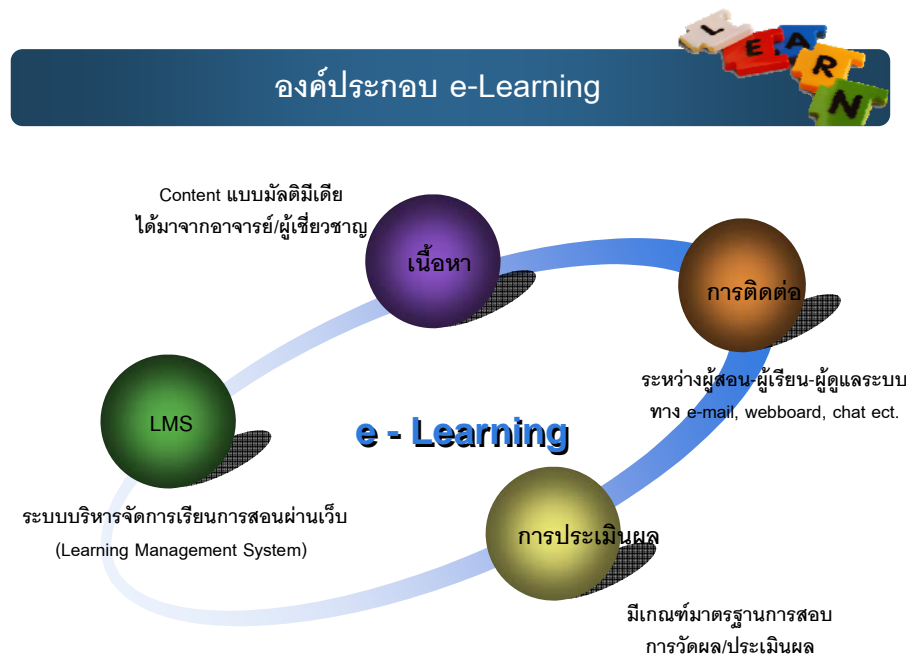 LEARN
องค์ประกอบ e-Learning
Content แบบมัลติมีเดีย
ได้มาจากอาจารย์/ผู้เชี่ยวชาญ
เนื้อหา
การติดต่อ
ระหว่างผู้สอน-ผู้เรียน-ผู้ดูแลระบบ
ทาง e-mail, webboard, chat ect.
LMS
e - Learning
ระบบบริหารจัดการเรียนการสอนผ่านเว็บ
(Learning Management System)
การประเมินผล
มีเกณฑ์มาตรฐานการสอบ
การวัดผล/ประเมินผล